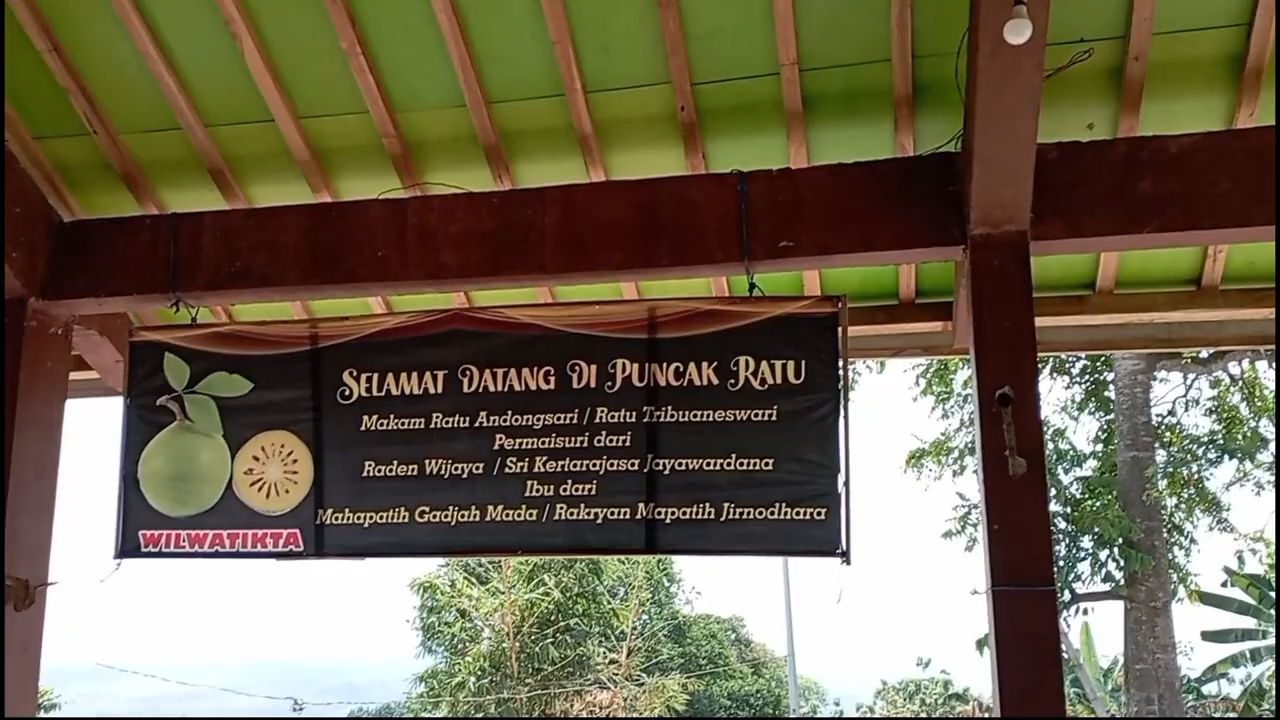 Selamat Datang Di Puncak Ratu
Makam Ratu Andongsari / Ratu Tribuaneswari
Permaisuri dari
Raden Wijaya / Sri Kertarajasa Jayawardana
Ibu dari
Mahapatih Gadjah Mada / Rakryan Mapatih Jirnodhara
WILWATIKTA